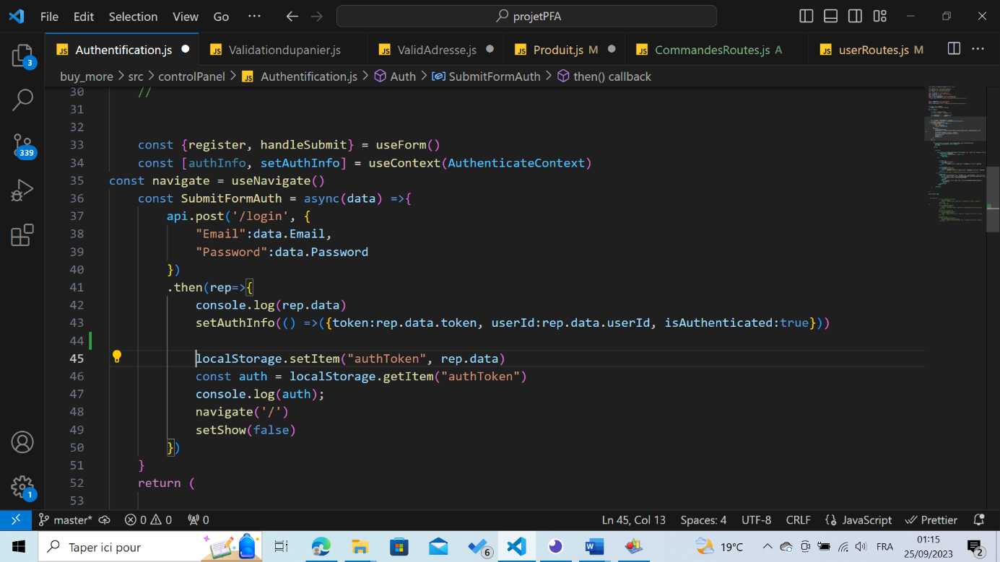 File Edit Selection View Go ··· projetPFA
3 Authentification.js Validationdupanier.js ValidAdresse.js Produit.js M CommandesRoutes.js A userRoutes.js M ···
buy_more > src > controlPanel > JS Authentification.js > Auth > SubmitFormAuth > then() callback
30 //
31
32
33 const {register, handleSubmit} = useForm()
34 const [authInfo, setAuthInfo] = useContext(AuthenticateContext)
35 const navigate = useNavigate()
36 const SubmitFormAuth = async(data) =>{
37 api.post('/login', {
38 "Email":data.Email,
39 "Password":data.Password
40 })
41 .then(rep=>{
42 console.log(rep.data)
43 setAuthInfo(() =>({token:rep.data.token, userId:rep.data.userId, isAuthenticated:true}))
44
45 localStorage.setItem("authToken", rep.data)
46 const auth = localStorage.getItem("authToken")
47 console.log(auth);
48 navigate('/')
49 setShow(false)
50 })
51 }
52 return (
53
339
1
master* 0 0 0 Ln 45, Col 13 Spaces: 4 UTF-8 CRLF {} JavaScript Prettier
Taper ici pour 6 19°C FRA 01:15
25/09/2023 2